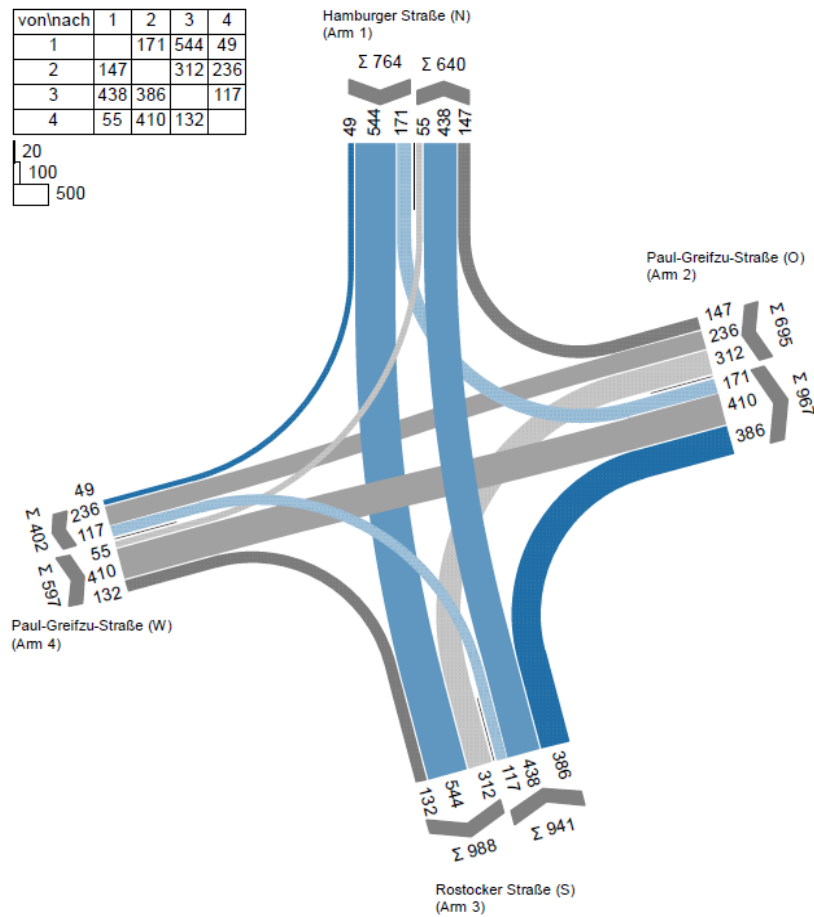 Hamburger Straße (N)
(Arm 1)
von\nach 1 2 3 4
1 171 544 49
2 147 312 236
3 438 386 117
4 55 410 132
20
100
500
Σ 764 Σ 640
49 544 171 55 438 147
Paul-Greifzu-Straße (O)
(Arm 2)
147
236
312
171
410
386
Σ 695
Σ 967
49
236
117
55
410
132
Σ 402
Σ 597
Paul-Greifzu-Straße (W)
(Arm 4)
132 544 312 117 438 386
Σ 988 Σ 941
Rostocker Straße (S)
(Arm 3)